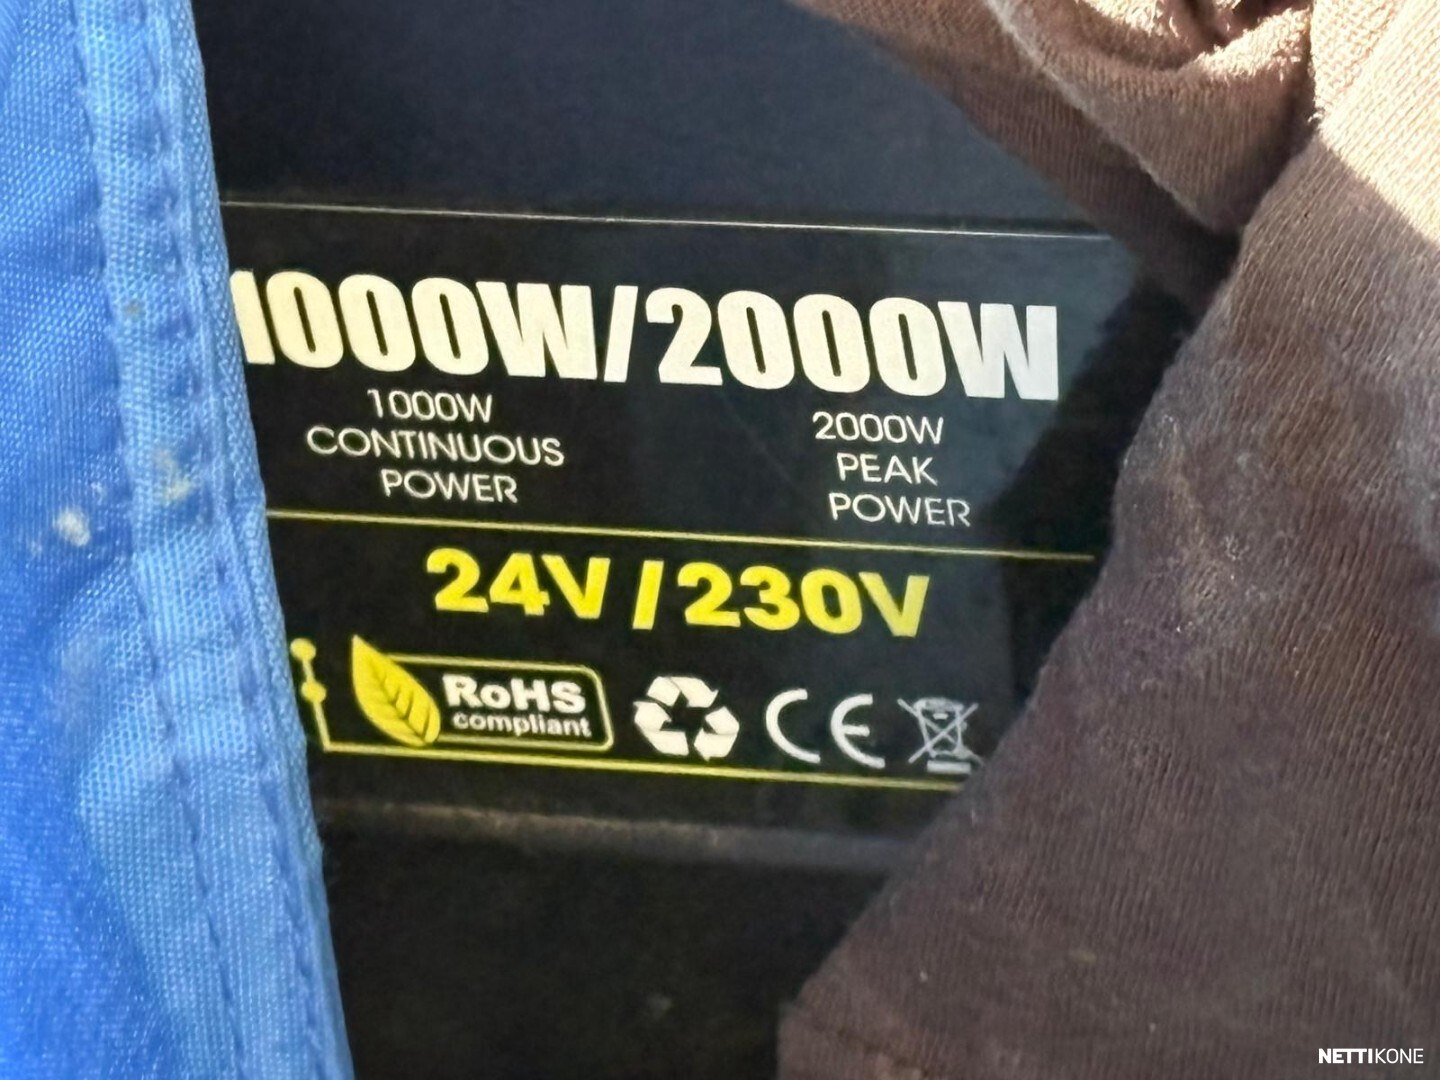 1000W/2000W
1000W
CONTINUOUS
POWER
2000W
PEAK
POWER
24V/230V
RoHS
compliant
CE
NETTIKONE